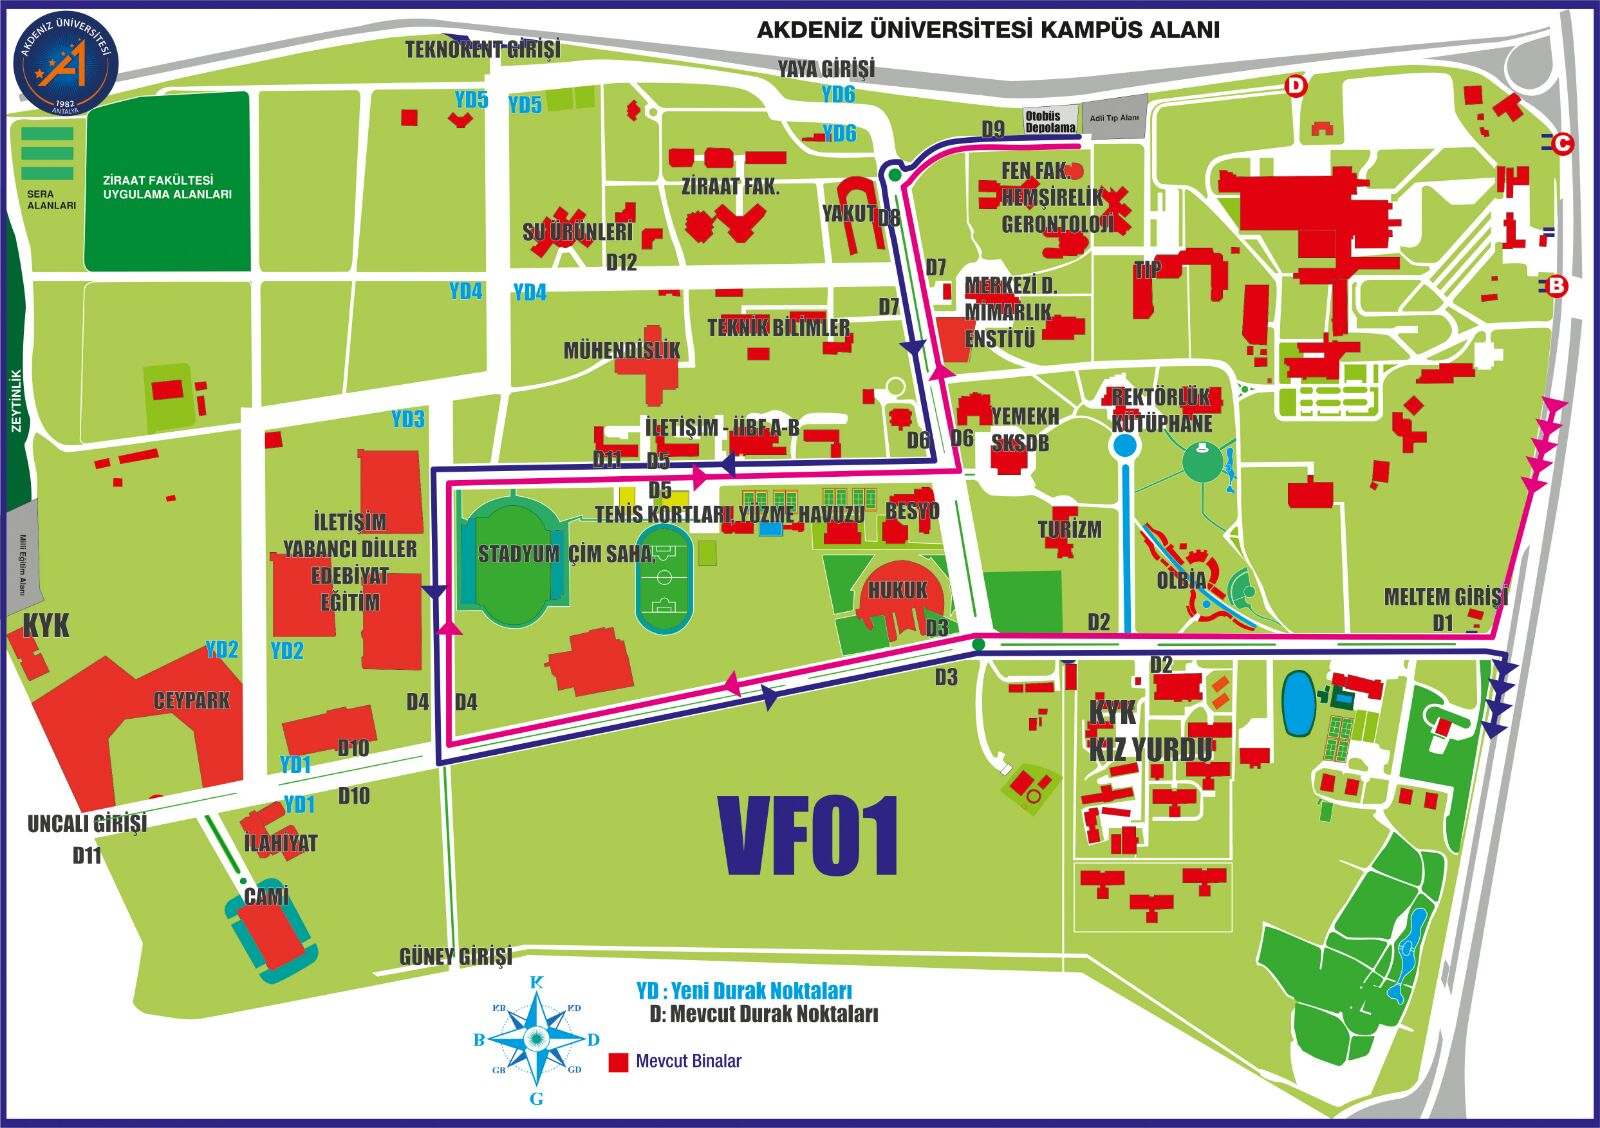 AKDENİZ ÜNİVERSİTESİ KAMPÜS ALANI
AKDENİZ ÜNİVERSİTESİ
1982
ANTALYA
TEKNOKENT GİRİŞİ
YAYA GİRİŞİ
YD5
YD5
YD6
YD6
D
C
B
D9
Otobüs
Depolama
Adli Tıp Alanı
SERA
ALANLARI
ZİRAAT FAKÜLTESİ
UYGULAMA ALANLARI
ZİRAAT FAK.
FEN FAK.
HEMŞİRELİK
GERONTOLOJİ
YAKUT
D8
SU ÜRÜNLERİ
D12
D7
D7
TIP
YD4
YD4
MERKEZİ D.
MİMARLIK
ENSTİTÜ
TEKNİK BİLİMLER
MÜHENDİSLİK
ZEYTİNLİK
YD3
REKTÖRLÜK
KÜTÜPHANE
YEMEKH
SKSDB
İLETİŞİM - İİBF A-B
D6
D6
D11
D5
D5
TENİS KORTLARI, YÜZME HAVUZU
BESYO
İLETİŞİM
YABANCI DİLLER
EDEBİYAT
EĞİTİM
STADYUM
ÇİM SAHA,
TURİZM
Milli Eğitim Alanı
HUKUK
OLBİA
MELTEM GİRİŞİ
D1
KYK
D3
D2
YD2
YD2
D3
D2
CEYPARK
D4
D4
KYK
KIZ YURDU
D10
YD1
D10
YD1
UNCALI GİRİŞİ
D11
İLAHİYAT
VF01
CAMİ
GÜNEY GİRİŞİ
K
KB
KD
B
D
GB
GD
G
YD : Yeni Durak Noktaları
D: Mevcut Durak Noktaları
Mevcut Binalar